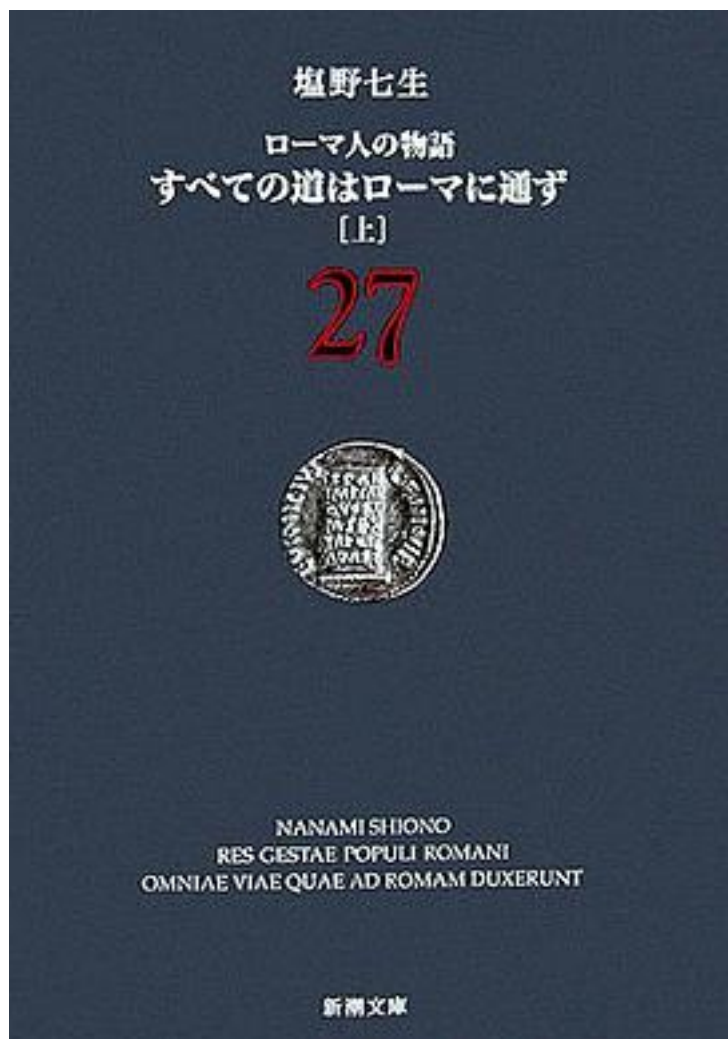 塩野七生
ローマ人の物語
すべての道はローマに通ず
[上]
27
NANAMI SHIONO
RES GESTAE POPULI ROMANI
OMNIAE VIAE QUAE AD ROMAM DUXERUNT
新潮文庫